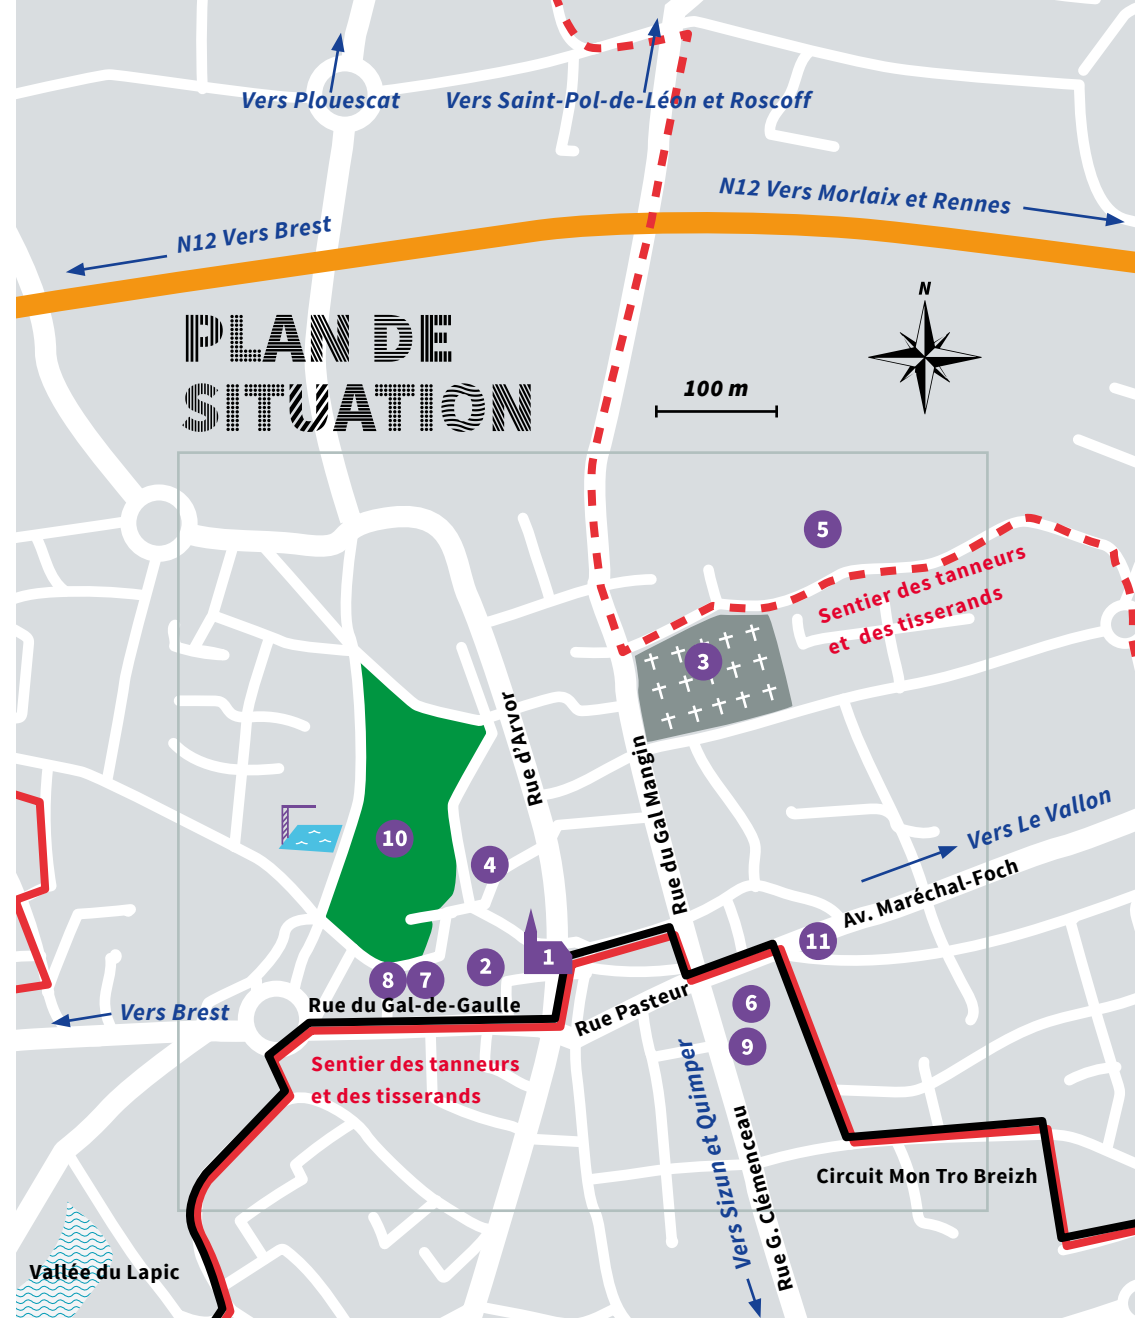 Vers Plouescat
Vers Saint-Pol-de-Léon et Roscoff
N12 Vers Morlaix et Rennes
N12 Vers Brest
N
PLAN DE
SITUATION
100 m
5
Sentier des tanneurs
et des tisserands
3
Rue d'Arvor
Rue du Gal Mangin
Vers Le Vallon
10
4
Av. Maréchal-Foch
11
1
2
8
7
Rue du Gal-de-Gaulle
Rue Pasteur
6
Vers Brest
9
Sentier des tanneurs
et des tisserands
Vers Sizun et Quimper
Rue G. Clémenceau
Circuit Mon Tro Breizh
Vallée du Lapic